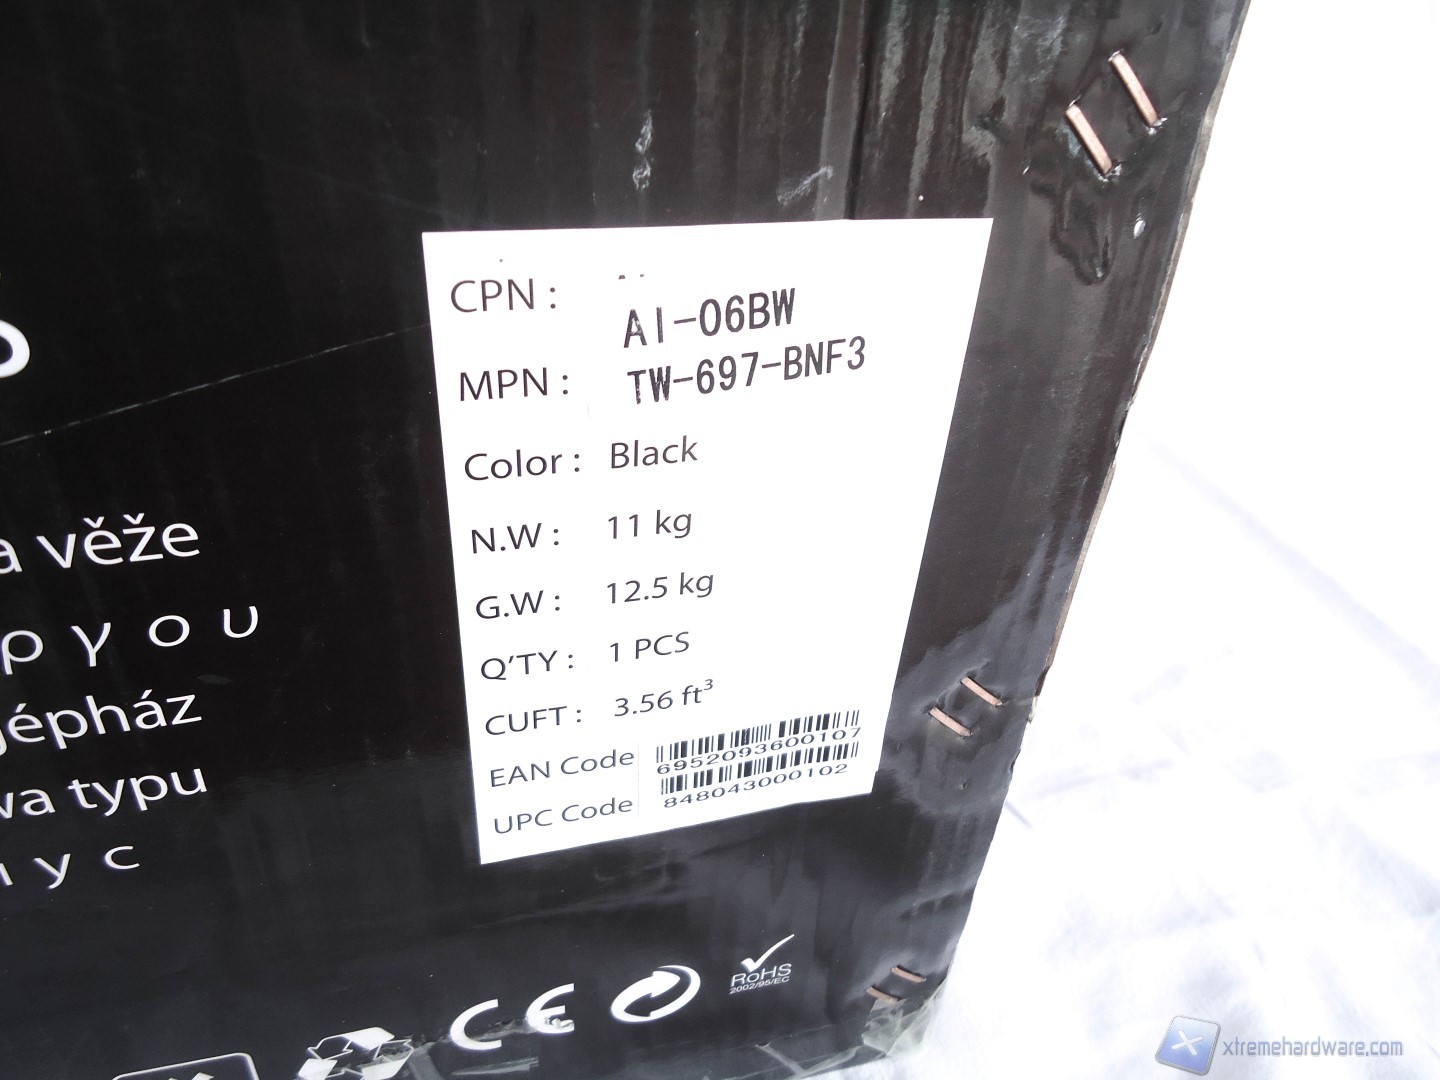 CPN :
AI-06BW
MPN :
TW-697-BNF3
Color : Black
N.W : 11 kg
G.W : 12.5 kg
Q'TY : 1 PCS
CUFT : 3.56 ft³
EAN Code
6952093600107
UPC Code
848043000102
a věže
ρ γ ο υ
gépház
wa typu
у с
CE
RoHS
2002/95/EC
xtremehardware.com